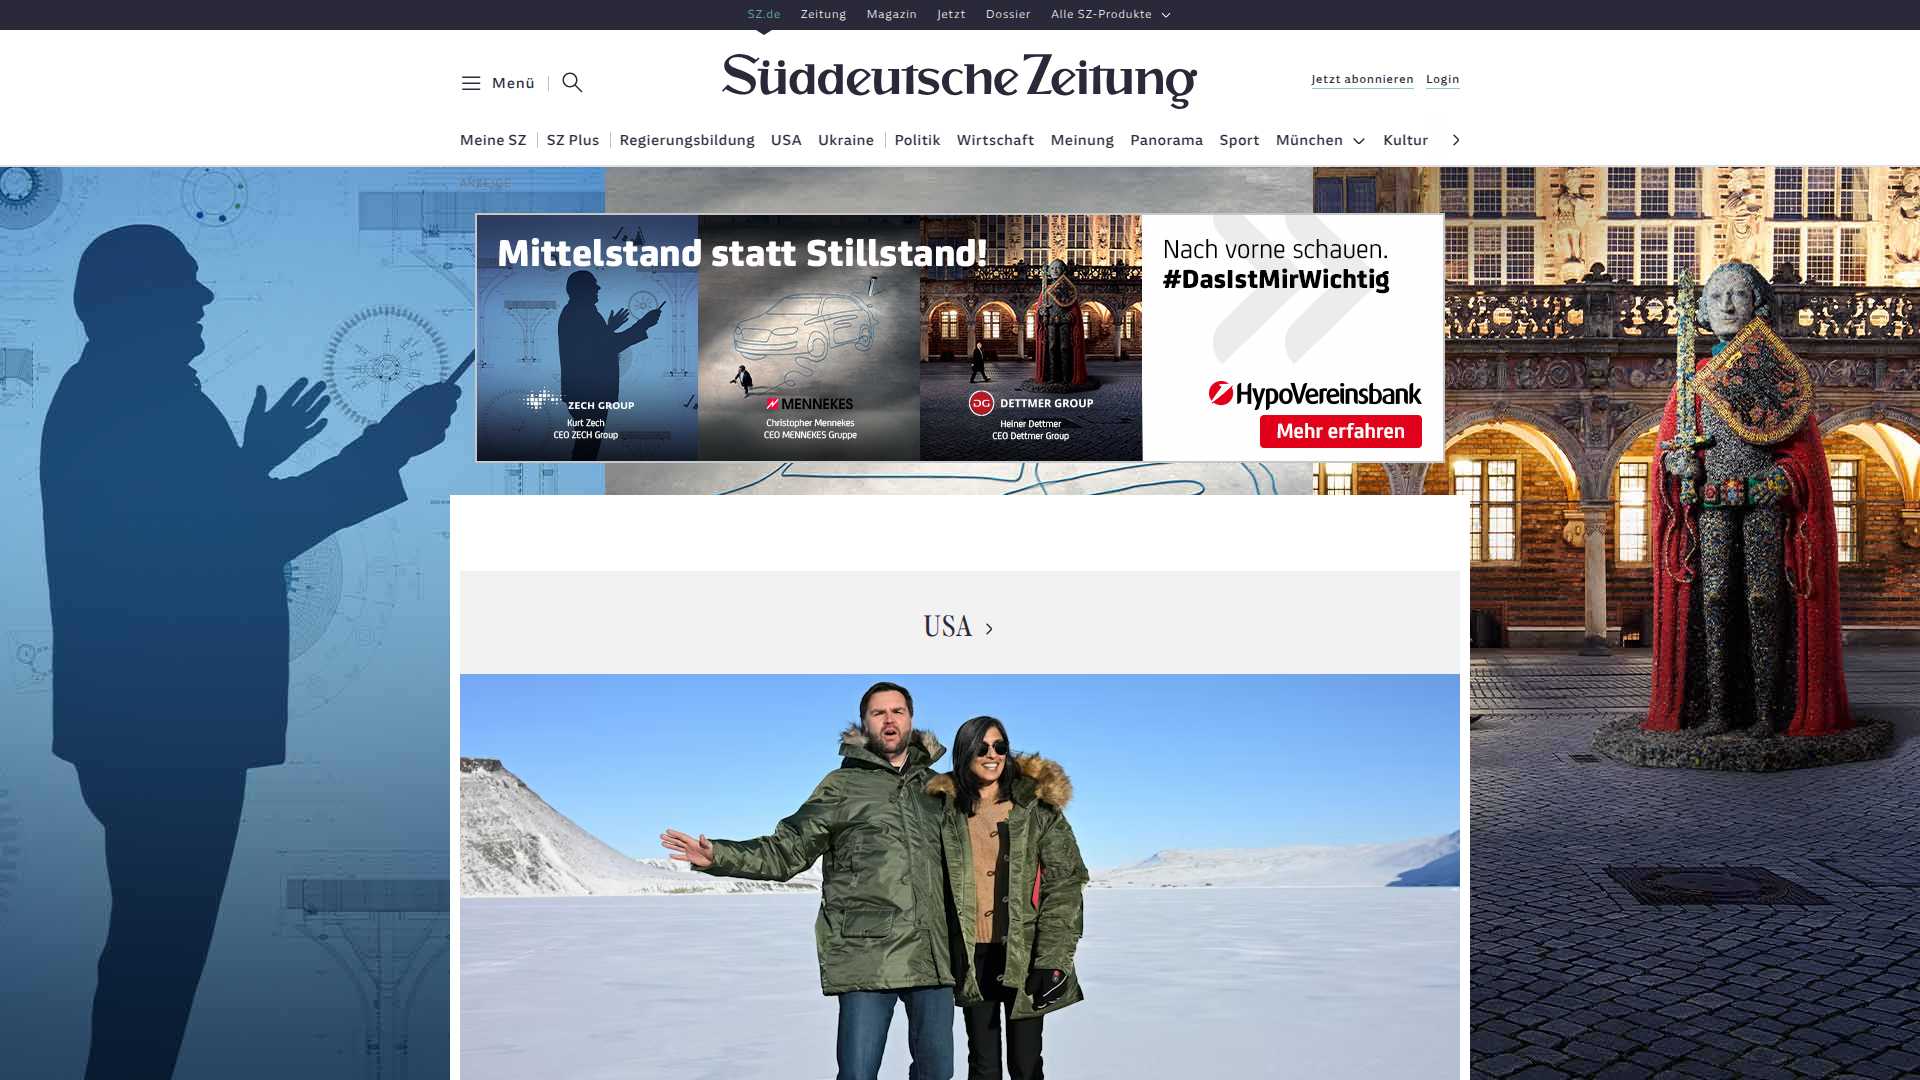 SZ.de Zeitung Magazin Jetzt Dossier Alle SZ-Produkte
Menü
Süddeutsche Zeitung
Jetzt abonnieren Login
Meine SZ SZ Plus Regierungsbildung USA Ukraine Politik Wirtschaft Meinung Panorama Sport München Kultur
ANZEIGE
Mittelstand statt Stillstand!
ZECH GROUP
Kurt Zech
CEO ZECH Group
MENNEKES
Christopher Mennekes
CEO MENNEKES Gruppe
DG DETTMER GROUP
Heiner Dettmer
CEO Dettmer Group
Nach vorne schauen.
#DasIstMirWichtig
HypoVereinsbank
Mehr erfahren
USA